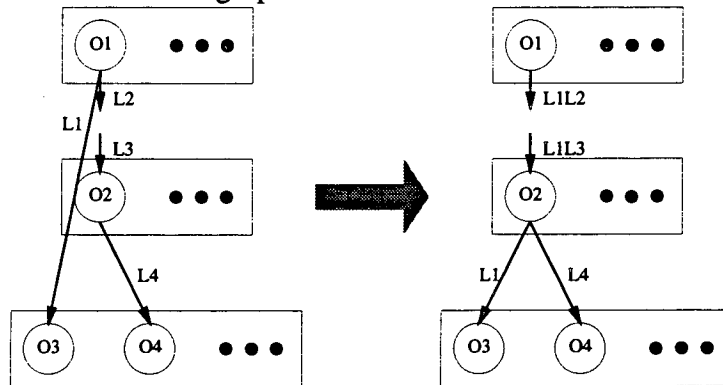 O1 O1
L2 L1L2
L1
L3 L1L3
O2 O2
L4 L1 L4
O3 O4 O3 O4